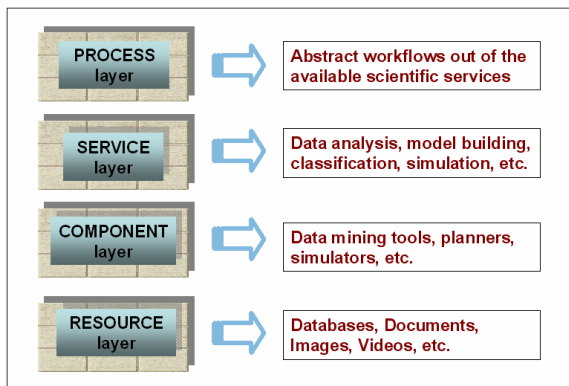 PROCESS
layer
Abstract workflows out of the
available scientific services
SERVICE
layer
Data analysis, model building,
classification, simulation, etc.
COMPONENT
layer
Data mining tools, planners,
simulators, etc.
RESOURCE
layer
Databases, Documents,
Images, Videos, etc.